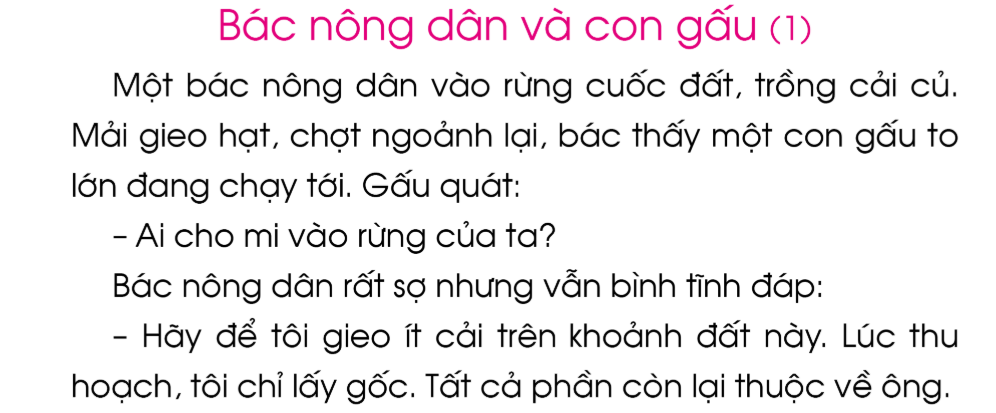 Bác nông dân và con gấu (1)
Một bác nông dân vào rừng cuốc đất, trồng cải củ.
Mải gieo hạt, chợt ngoảnh lại, bác thấy một con gấu to
lớn đang chạy tới. Gấu quát:
– Ai cho mi vào rừng của ta?
Bác nông dân rất sợ nhưng vẫn bình tĩnh đáp:
– Hãy để tôi gieo ít cải trên khoảnh đất này. Lúc thu
hoạch, tôi chỉ lấy gốc. Tất cả phần còn lại thuộc về ông.